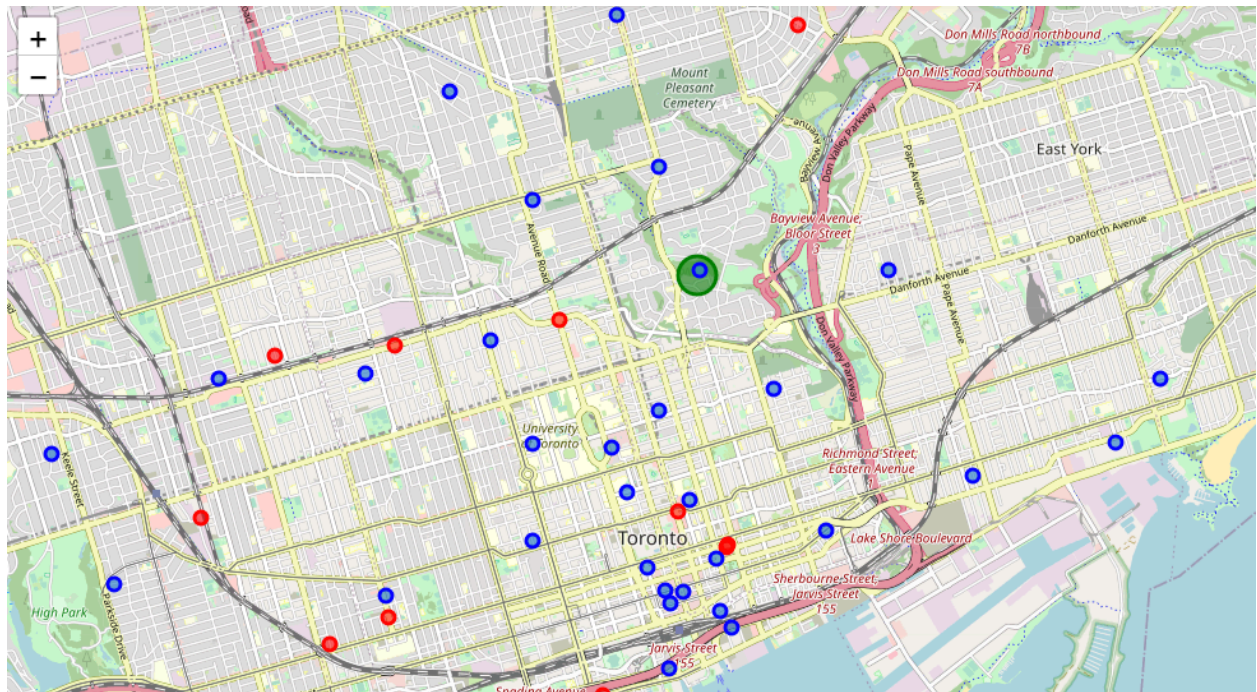 +
−
Don Mills Road northbound
7B
Don Mills Road southbound
7A
Mount
Pleasant
Cemetery
Bayview Avenue
Don Valley Parkway
Pape Avenue
East York
Bayview Avenue;
Bloor Street
3
Avenue Road
Danforth Avenue
Danforth Avenue
Pape Avenue
Don Valley Parkway
University
Toronto
Keele Street
Richmond Street;
Eastern Avenue
1
Toronto
Lake Shore Boulevard
Sherbourne Street;
Jarvis Street
155
High Park
Parkside Drive
Jarvis Street
155
Spadina Avenue